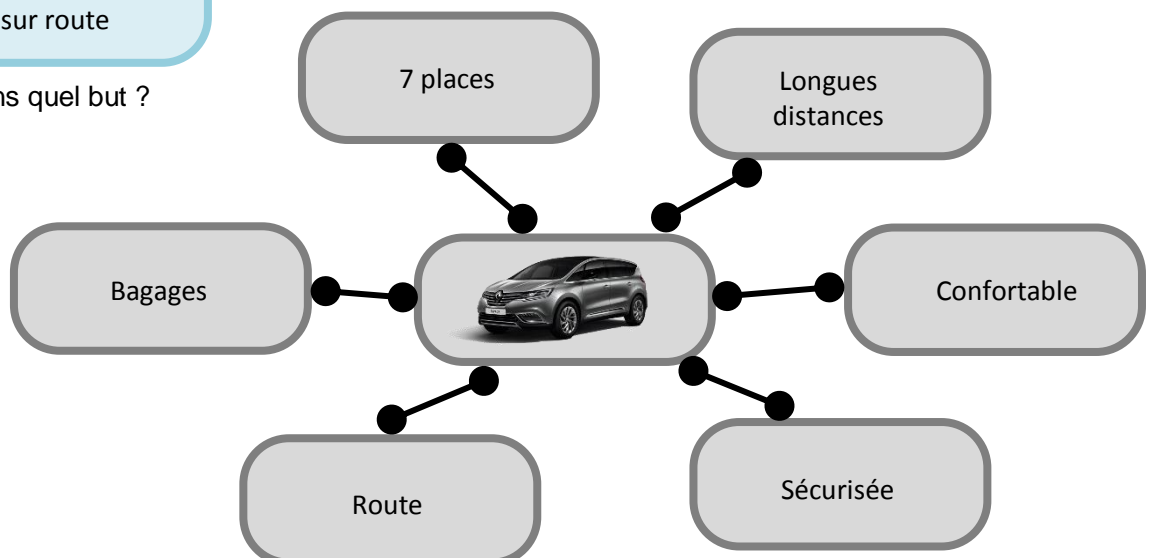 sur route
ns quel but ?
7 places
Longues
distances
Bagages
Confortable
Route
Sécurisée